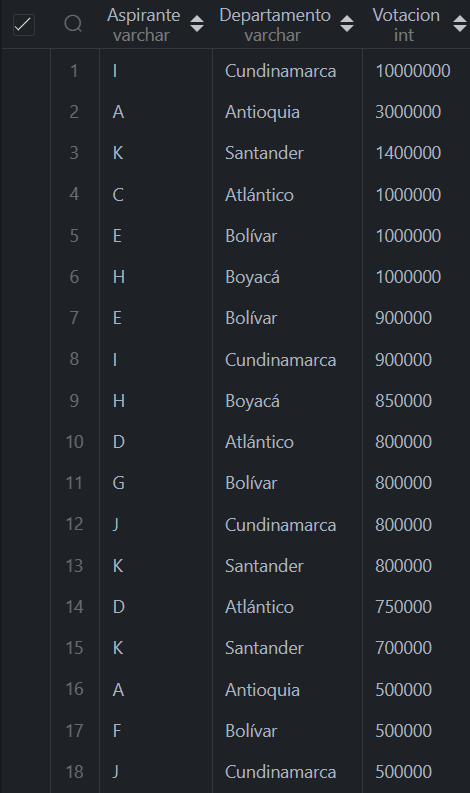 Aspirante Departamento Votacion
varchar varchar int
1 I Cundinamarca 10000000
2 A Antioquia 3000000
3 K Santander 1400000
4 C Atlántico 1000000
5 E Bolívar 1000000
6 H Boyacá 1000000
7 E Bolívar 900000
8 I Cundinamarca 900000
9 H Boyacá 850000
10 D Atlántico 800000
11 G Bolívar 800000
12 J Cundinamarca 800000
13 K Santander 800000
14 D Atlántico 750000
15 K Santander 700000
16 A Antioquia 500000
17 F Bolívar 500000
18 J Cundinamarca 500000